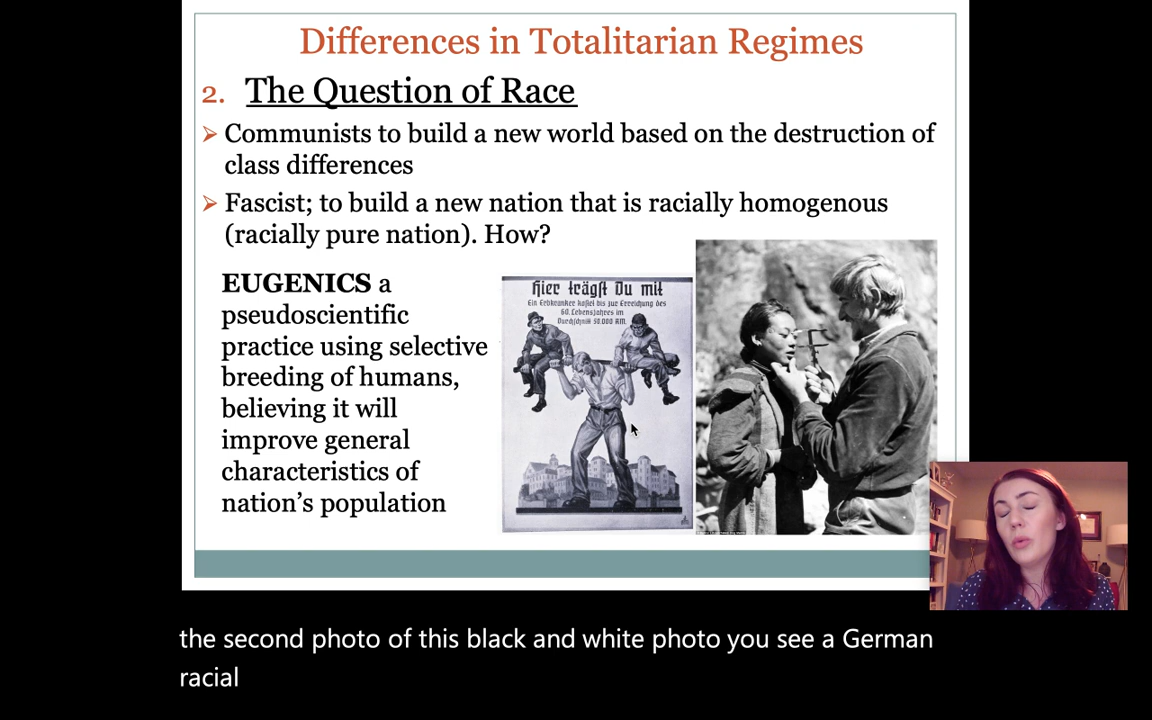 Differences in Totalitarian Regimes
2. The Question of Race
Communists to build a new world based on the destruction of
class differences
Fascist; to build a new nation that is racially homogenous
(racially pure nation). How?
EUGENICS a
pseudoscientific
practice using selective
breeding of humans,
believing it will
improve general
characteristics of
nation's population
Hier trägst Du mit
Ein Erbkranker kostet bis zur Erreichung des
60. Lebensjahres im
Durchschnitt 50.000 RM.
the second photo of this black and white photo you see a German
racial